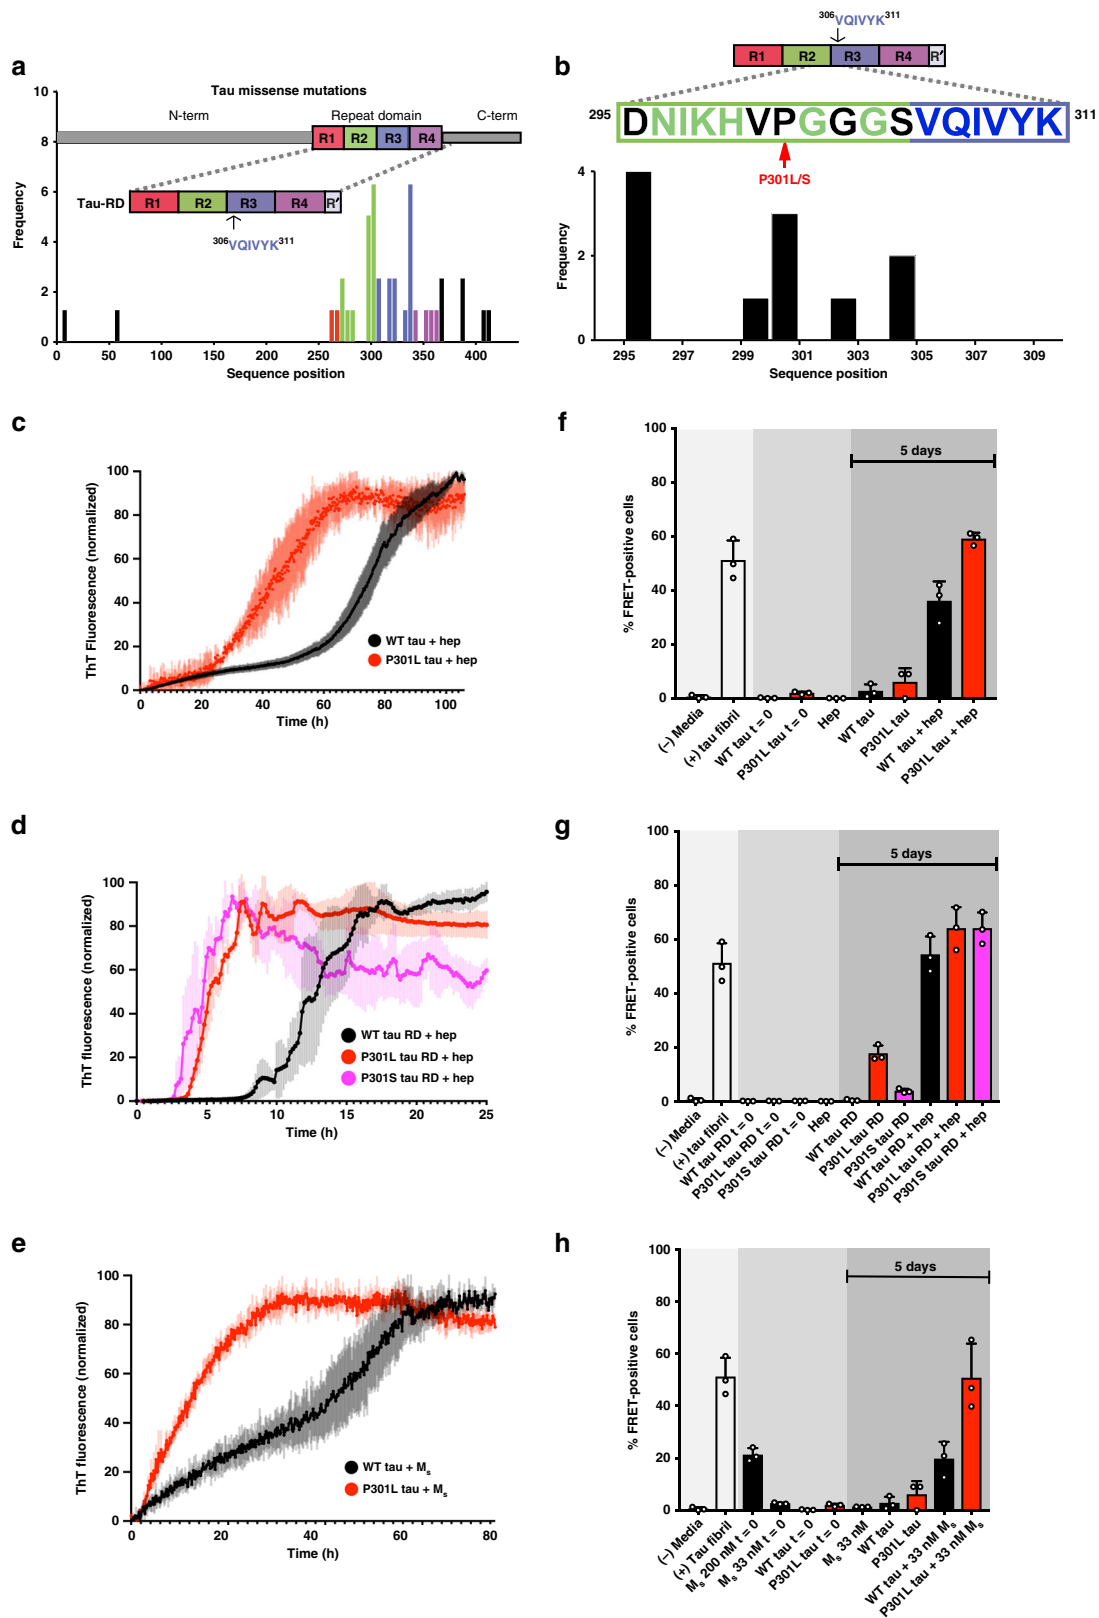 a
Tau missense mutations
N-term
Repeat domain
C-term
R1 R2 R3 R4
Tau-RD
R1 R2 R3 R4 R′
306VQIVYK311
Frequency
10
8
6
4
2
0
0 50 100 150 200 250 300 350 400
Sequence position
b
306VQIVYK311
R1 R2 R3 R4 R′
295 DNIKHVPGGGSVQIVYK 311
P301L/S
Frequency
4
2
0
295 297 299 301 303 305 307 309
Sequence position
c
ThT Fluorescence (normalized)
100
80
60
40
20
0
WT tau + hep
P301L tau + hep
0 20 40 60 80 100
Time (h)
f
% FRET-positive cells
100
80
60
40
20
0
5 days
(–) Media
(+) tau fibril
WT tau t = 0
P301L tau t = 0
Hep
WT tau
P301L tau
WT tau + hep
P301L tau + hep
d
ThT fluorescence (normalized)
100
80
60
40
20
0
WT tau RD + hep
P301L tau RD + hep
P301S tau RD + hep
0 5 10 15 20 25
Time (h)
g
% FRET-positive cells
100
80
60
40
20
0
5 days
(–) Media
(+) tau fibril
WT tau RD t = 0
P301L tau RD t = 0
P301S tau RD t = 0
Hep
WT tau RD
P301L tau RD
P301S tau RD
WT tau RD + hep
P301L tau RD + hep
P301S tau RD + hep
e
ThT fluorescence (normalized)
100
80
60
40
20
0
WT tau + Ms
P301L tau + Ms
0 20 40 60 80
Time (h)
h
% FRET-positive cells
100
80
60
40
20
0
5 days
(–) Media
(+) Tau fibril
Ms 200 nM t = 0
Ms 33 nM t = 0
WT tau t = 0
P301L tau t = 0
Ms 33 nM
WT tau
P301L tau
WT tau + 33 nM Ms
P301L tau + 33 nM Ms